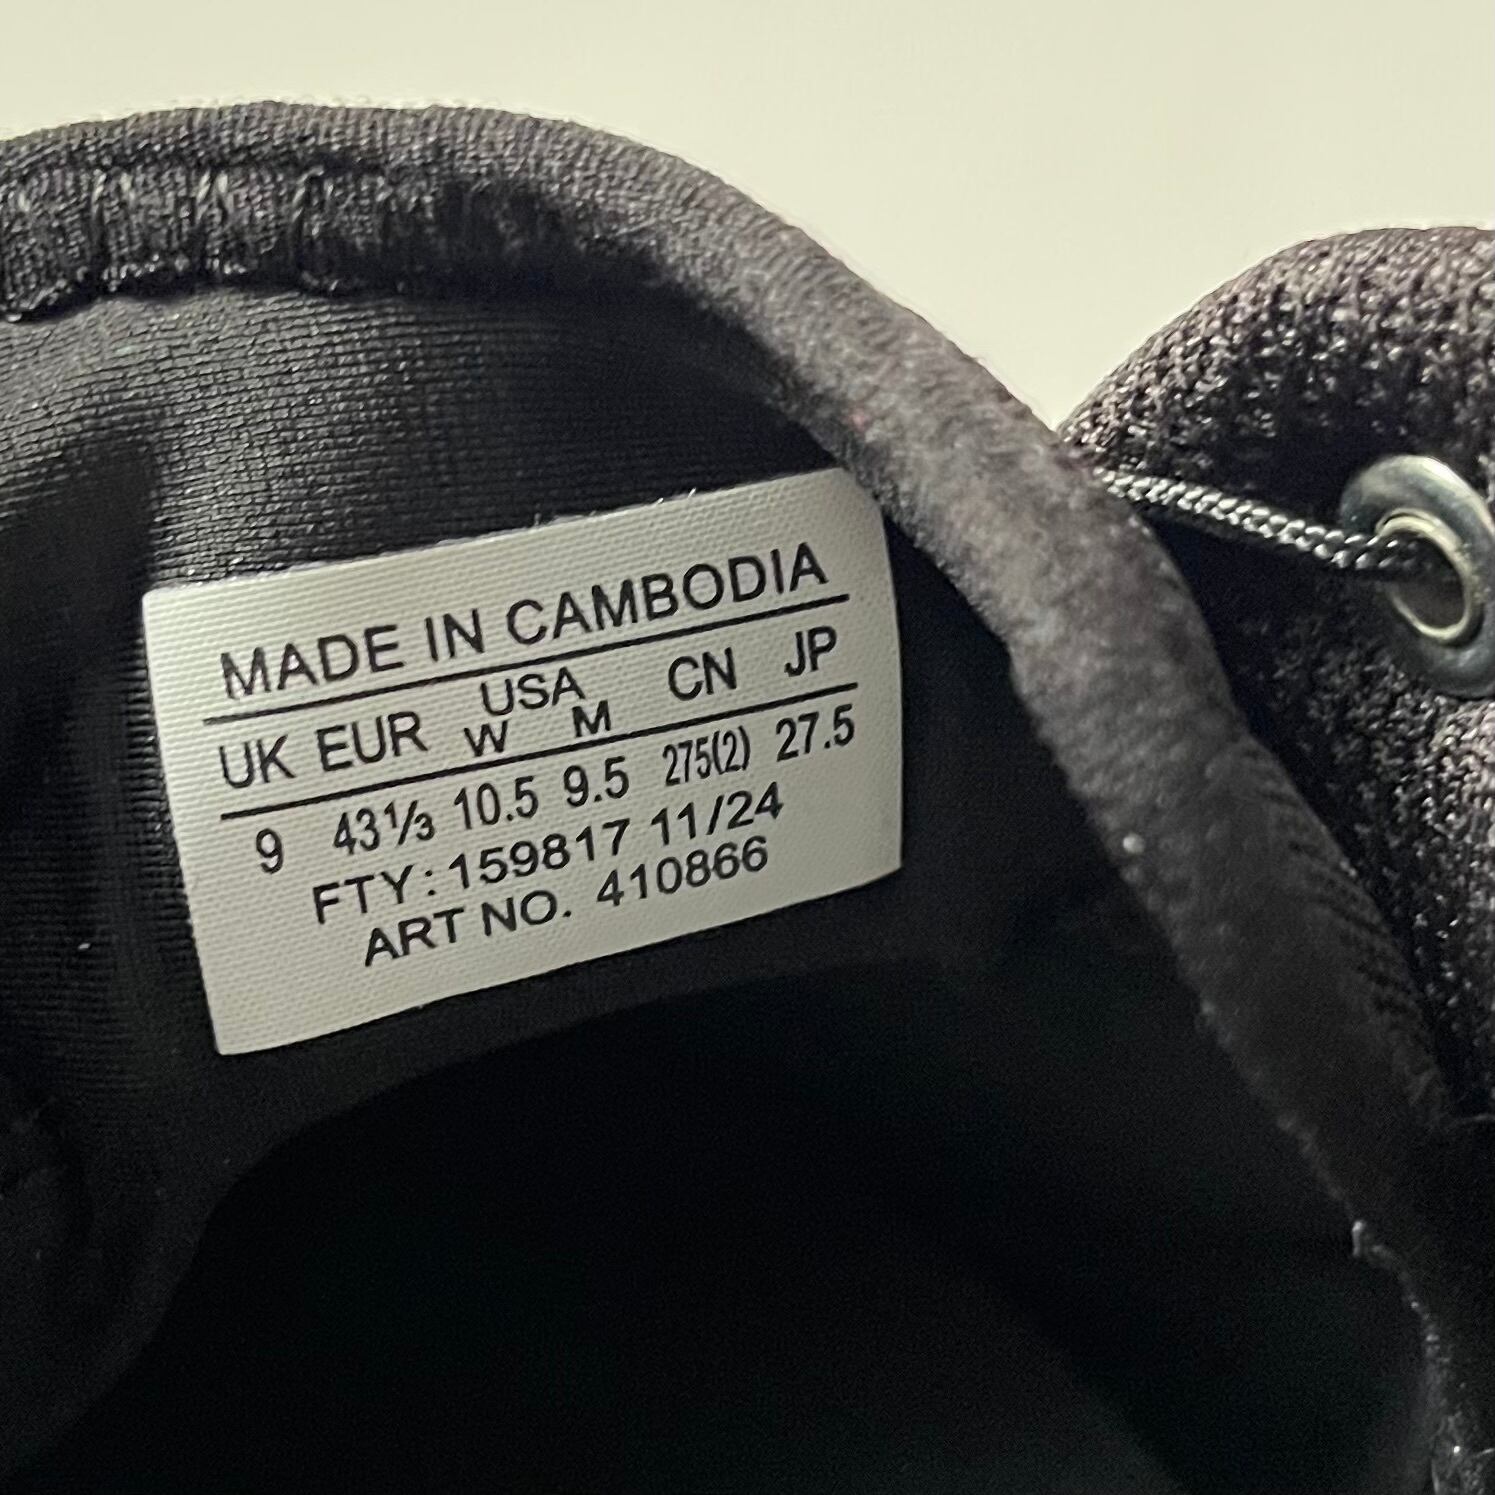 MADE IN CAMBODIA
UK EUR USA CN JP
W M
9 43⅓ 10.5 9.5 275(2) 27.5
FTY: 159817 11/24
ART NO. 410866